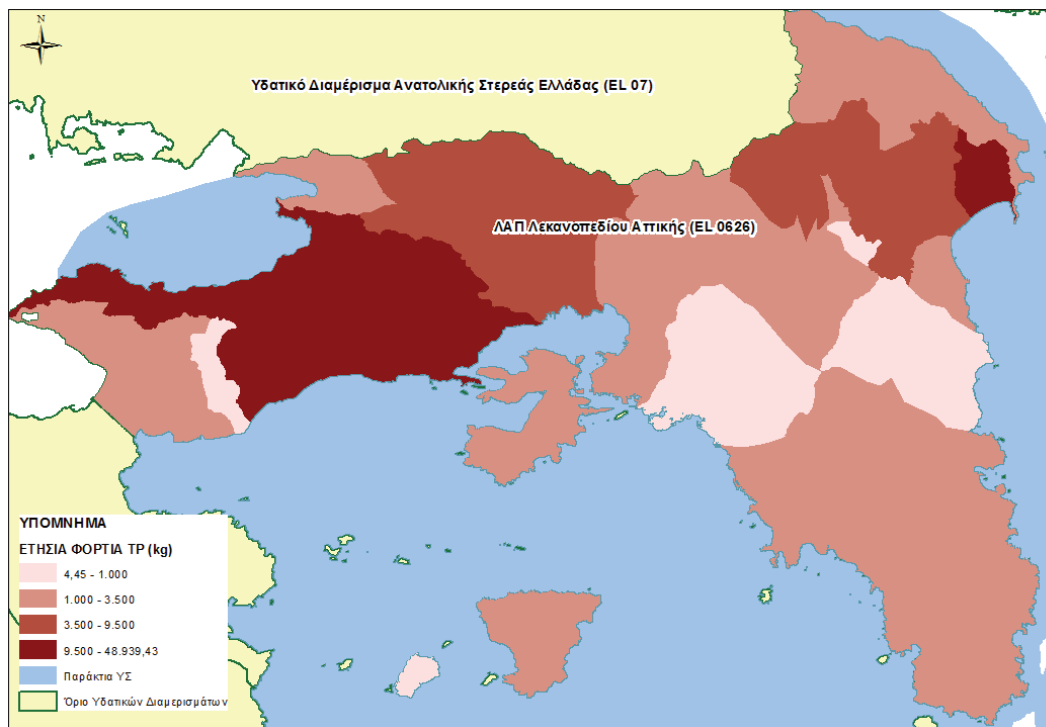 N
Υδατικό Διαμέρισμα Ανατολικής Στερεάς Ελλάδας (EL 07)
ΛΑΠ Λεκανοπεδίου Αττικής (EL 0626)
ΥΠΟΜΝΗΜΑ
ΕΤΗΣΙΑ ΦΟΡΤΙΑ TP (kg)
4,45 - 1.000
1.000 - 3.500
3.500 - 9.500
9.500 - 48.939,43
Παράκτια ΥΣ
Όριο Υδατικών Διαμερισμάτων